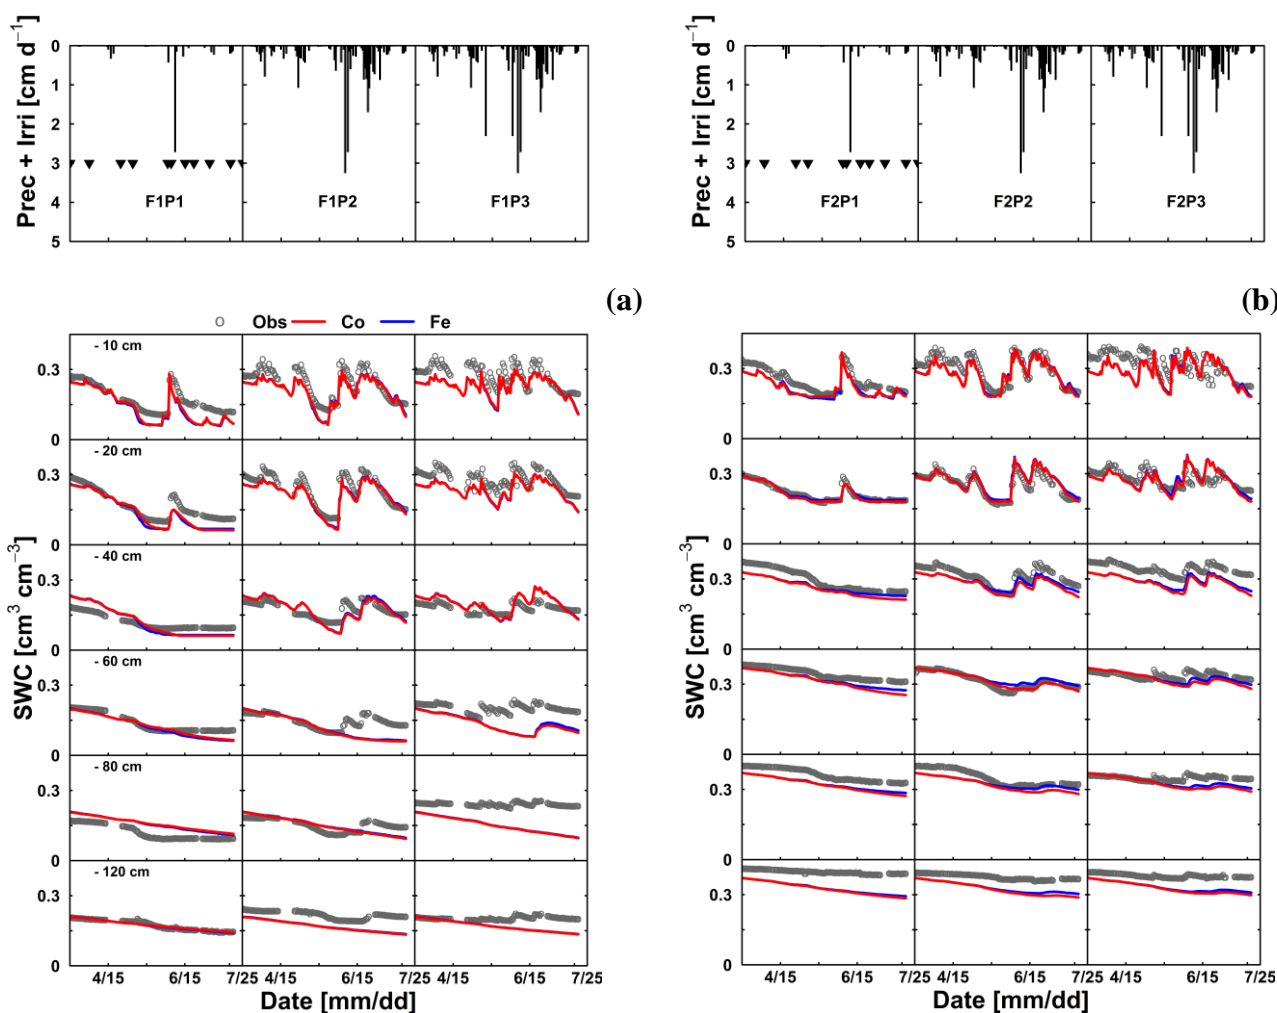 Prec + Irri [cm d⁻¹]
0
1
2
3
4
5
F1P1
F1P2
F1P3
(a)
Obs Co Fe
SWC [cm³ cm⁻³]
- 10 cm
0.3
0
- 20 cm
0.3
0
- 40 cm
0.3
0
- 60 cm
0.3
0
- 80 cm
0.3
0
- 120 cm
0.3
0
4/15 6/15 7/25 4/15 6/15 7/25 4/15 6/15 7/25
Date [mm/dd]
Prec + Irri [cm d⁻¹]
0
1
2
3
4
5
F2P1
F2P2
F2P3
(b)
SWC [cm³ cm⁻³]
0.3
0
0.3
0
0.3
0
0.3
0
0.3
0
0.3
0
4/15 6/15 7/25 4/15 6/15 7/25 4/15 6/15 7/25
Date [mm/dd]